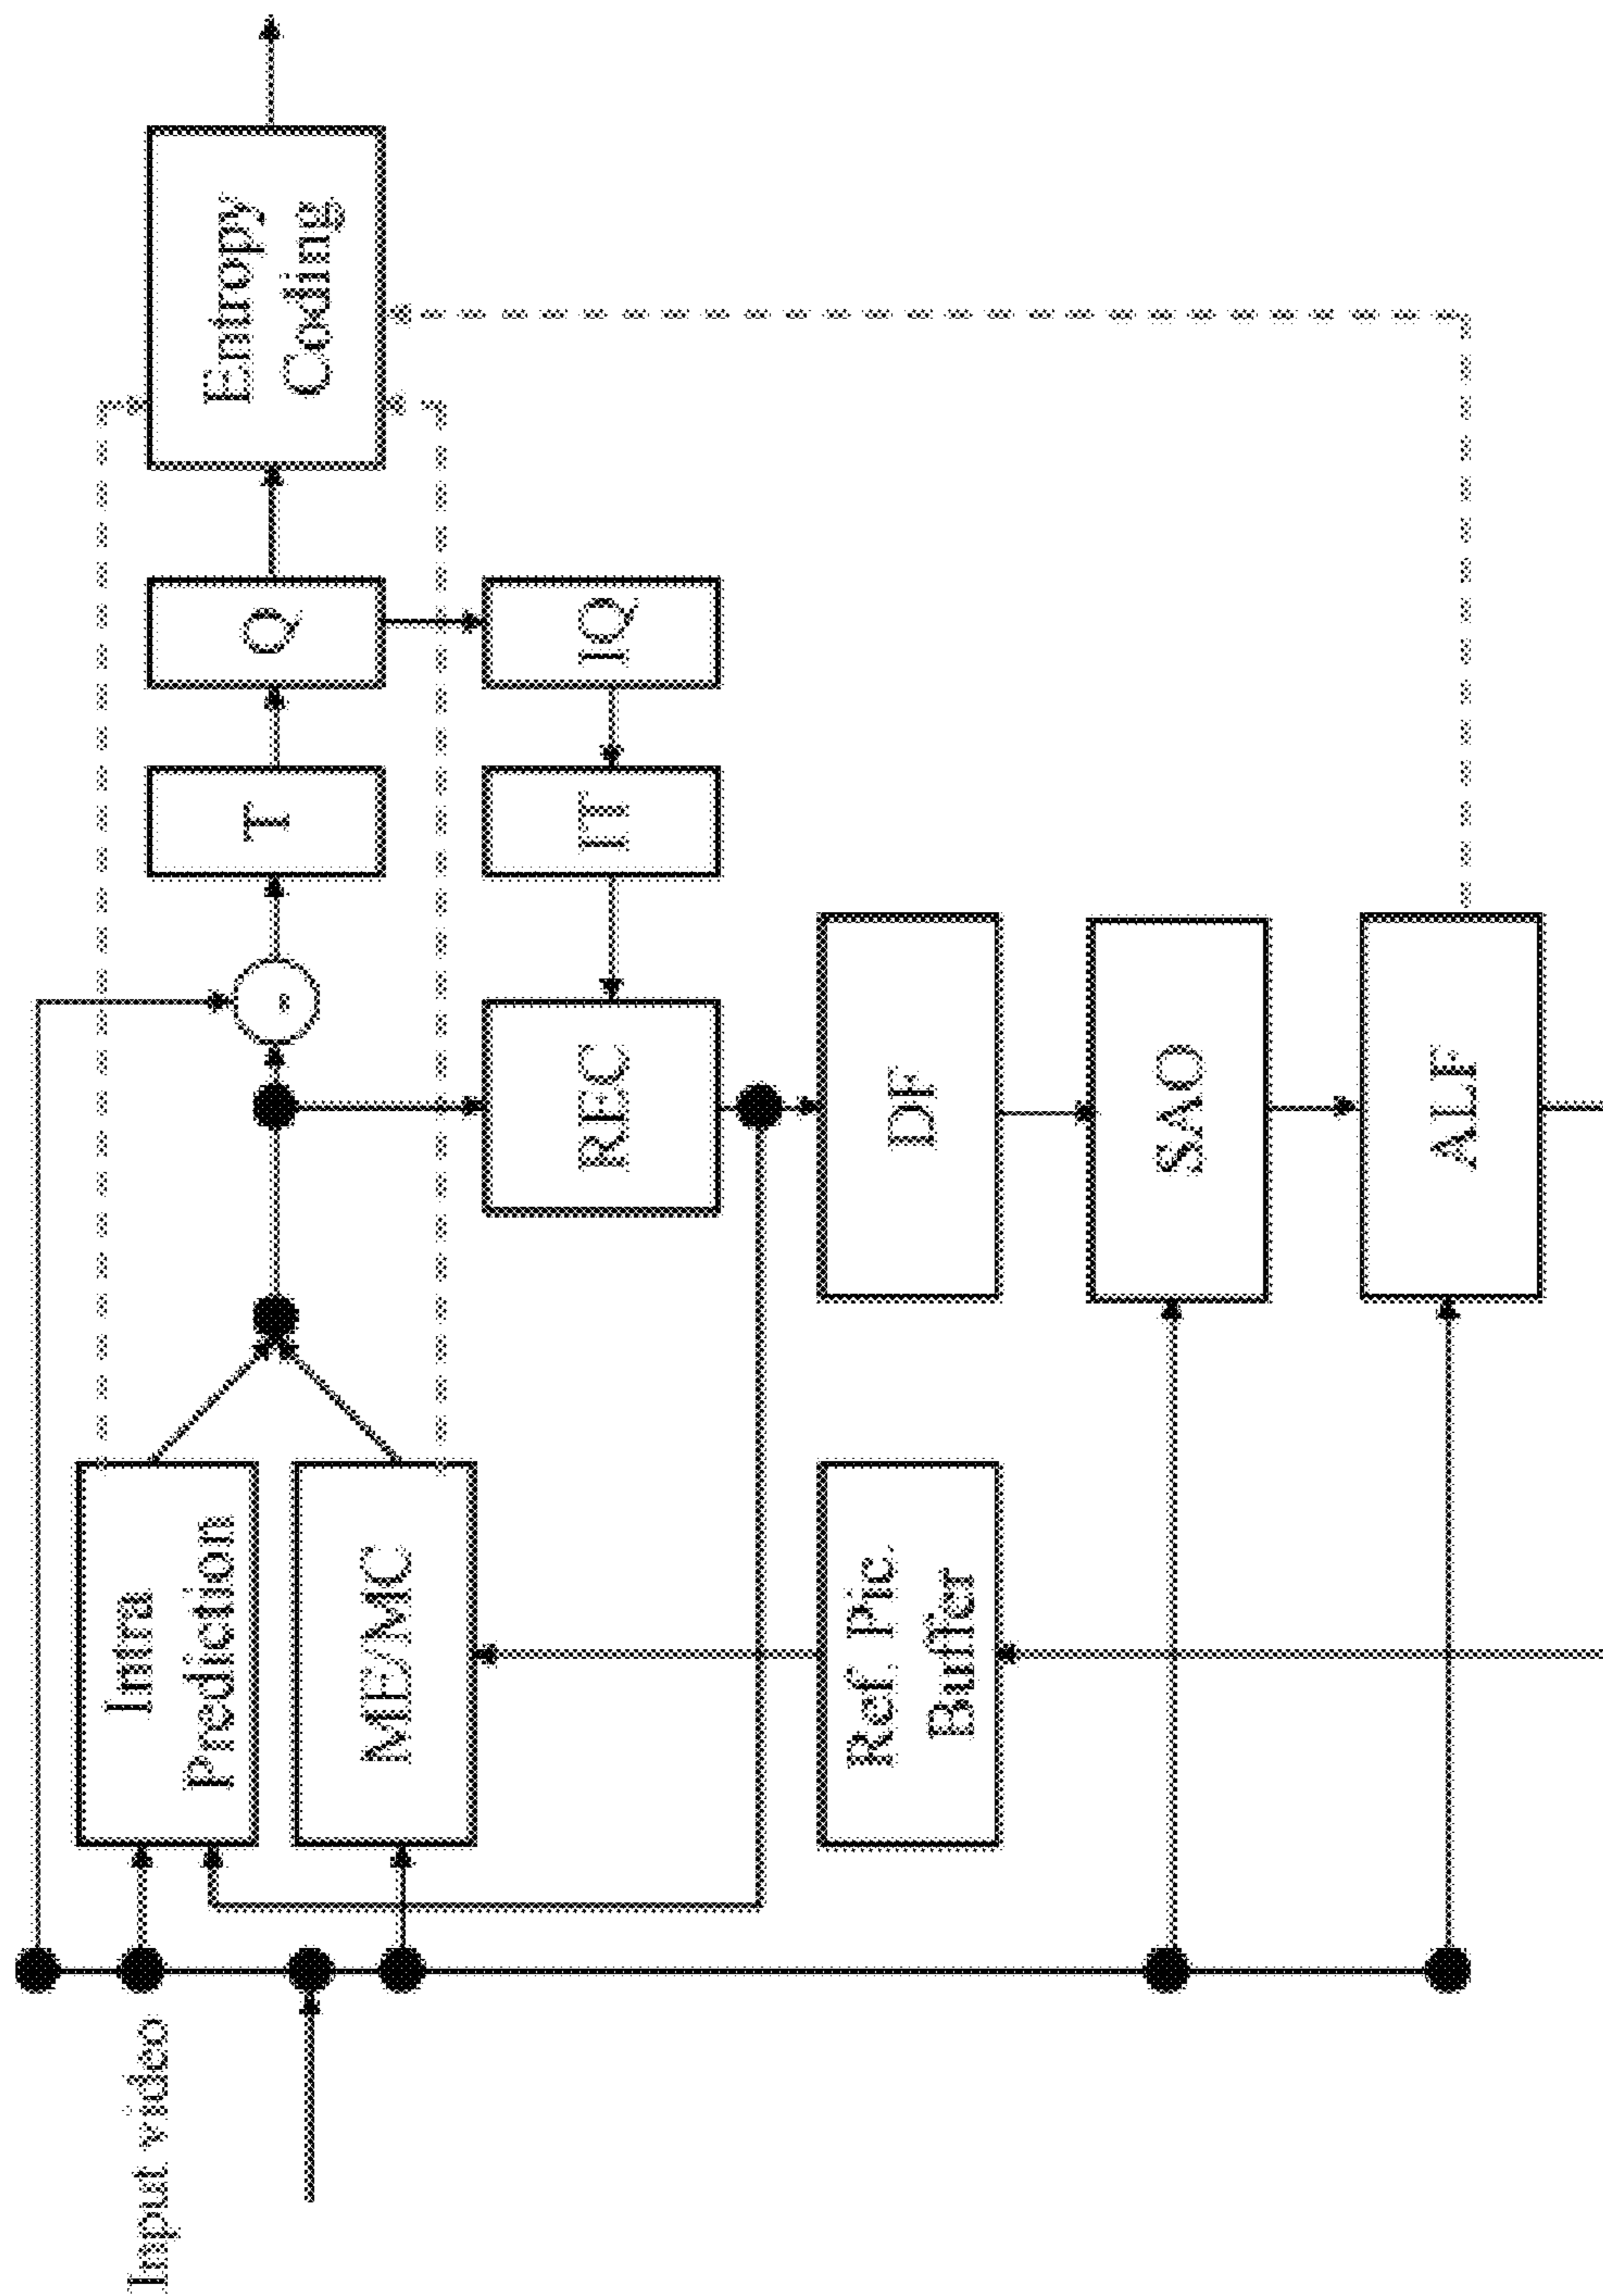 Input video
Intra
Prediction
ME/MC
-
T
Q
Entropy
Coding
REC
IT
IQ
Ref. Pic.
Buffer
DF
SAO
ALF